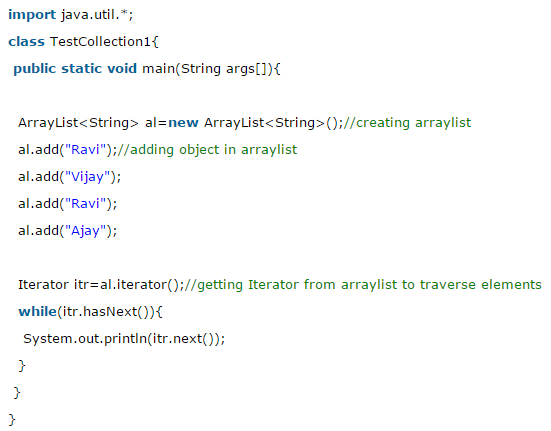 import java.util.*;
class TestCollection1{
public static void main(String args[]){
ArrayList<String> al=new ArrayList<String>();//creating arraylist
al.add("Ravi");//adding object in arraylist
al.add("Vijay");
al.add("Ravi");
al.add("Ajay");
Iterator itr=al.iterator();//getting Iterator from arraylist to traverse elements
while(itr.hasNext()){
System.out.println(itr.next());
}
}
}